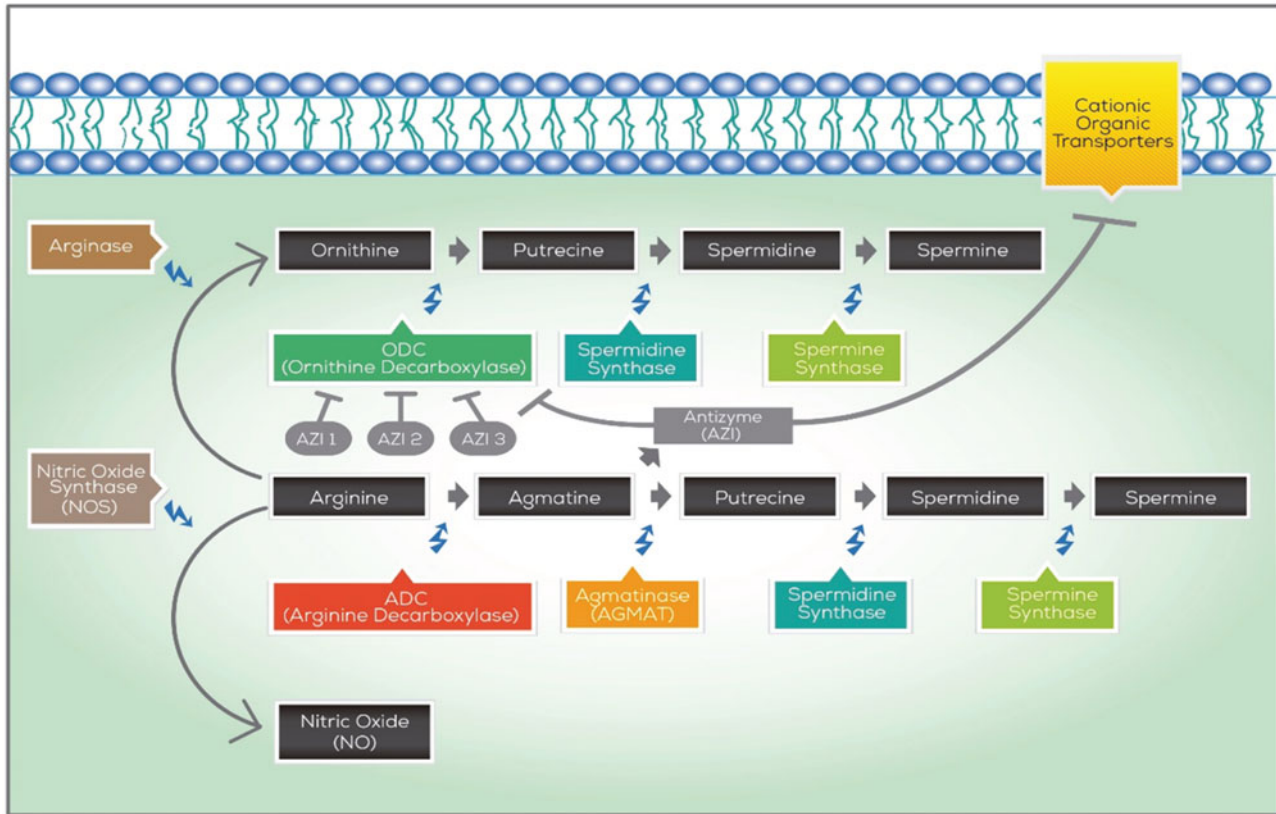 Cationic
Organic
Transporters
Arginase
Ornithine
Putrecine
Spermidine
Spermine
ODC
(Ornithine Decarboxylase)
Spermidine
Synthase
Spermine
Synthase
AZI 1
AZI 2
AZI 3
Antizyme
(AZI)
Nitric Oxide
Synthase
(NOS)
Arginine
Agmatine
Putrecine
Spermidine
Spermine
ADC
(Arginine Decarboxylase)
Agmatinase
(AGMAT)
Spermidine
Synthase
Spermine
Synthase
Nitric Oxide
(NO)